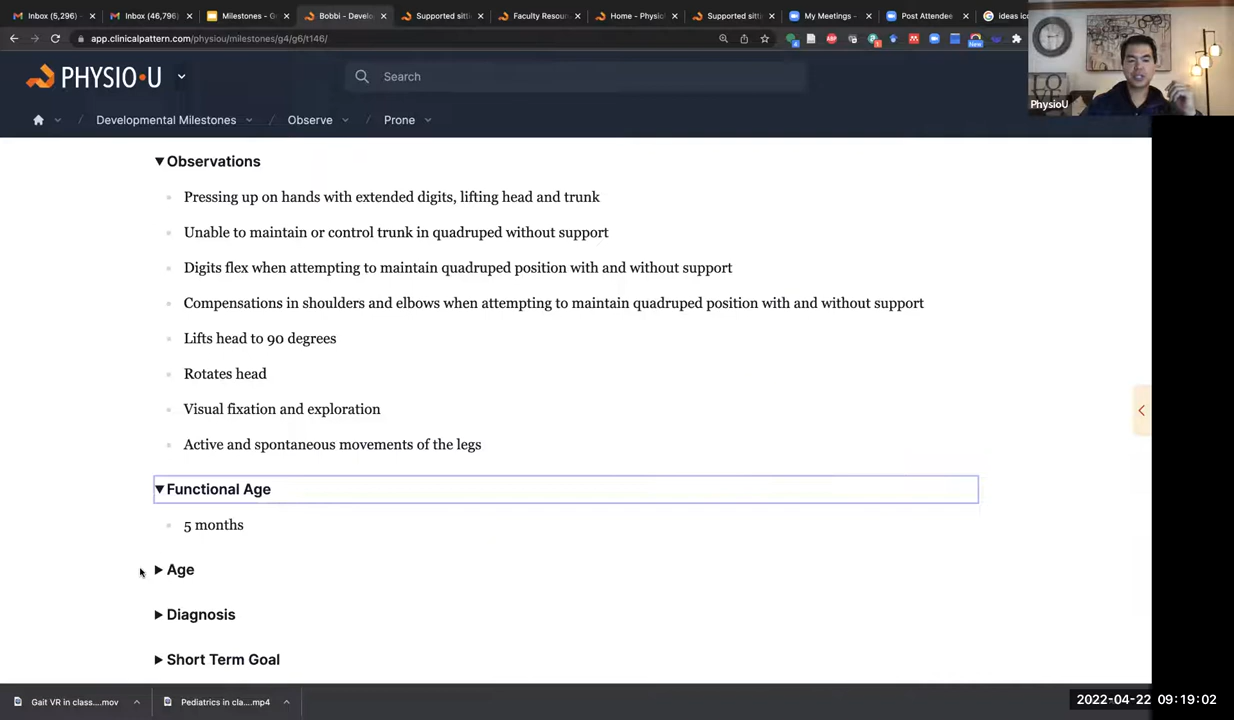 Inbox (5,296) -
Inbox (46,796)
Milestones - G
Bobbi - Develo
Supported sitti
Faculty Resour
Home - Physio
Supported sitti
My Meetings -
Post Attendee
ideas ico
app.clinicalpattern.com/physiou/milestones/g4/g6/t146/
New
PHYSIO•U
Search
PhysioU
Developmental Milestones / Observe / Prone
Observations
Pressing up on hands with extended digits, lifting head and trunk
Unable to maintain or control trunk in quadruped without support
Digits flex when attempting to maintain quadruped position with and without support
Compensations in shoulders and elbows when attempting to maintain quadruped position with and without support
Lifts head to 90 degrees
Rotates head
Visual fixation and exploration
Active and spontaneous movements of the legs
Functional Age
5 months
Age
Diagnosis
Short Term Goal
Gait VR in class....mov
Pediatrics in cla....mp4
2022-04-22 09:19:02